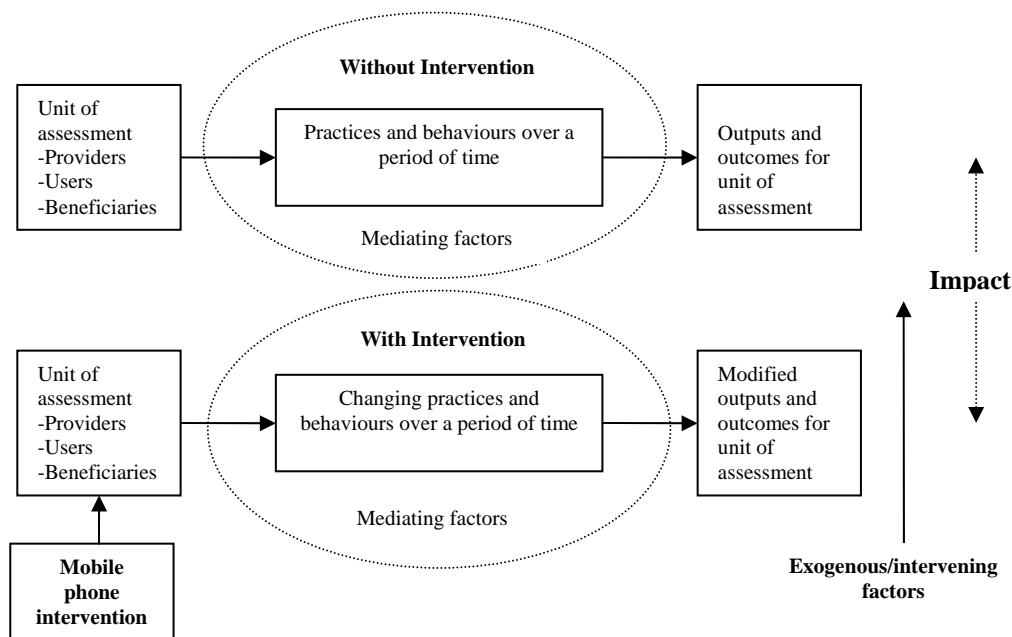 Without Intervention
Unit of
assessment
-Providers
-Users
-Beneficiaries
Practices and behaviours over a
period of time
Outputs and
outcomes for
unit of
assessment
Mediating factors
Impact
With Intervention
Unit of
assessment
-Providers
-Users
-Beneficiaries
Changing practices and
behaviours over a period of time
Modified
outputs and
outcomes for
unit of
assessment
Mediating factors
Mobile
phone
intervention
Exogenous/intervening
factors